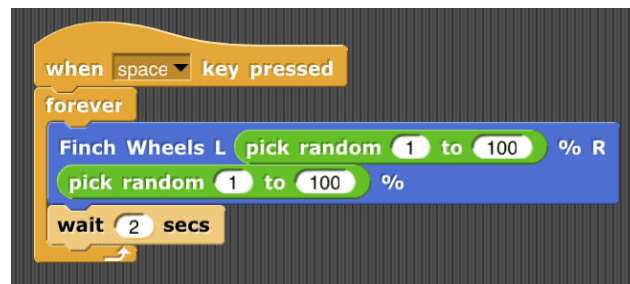 when space key pressed
forever
Finch Wheels L pick random 1 to 100 % R
pick random 1 to 100 %
wait 2 secs